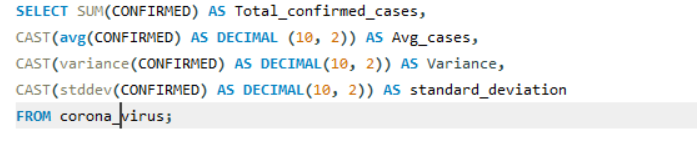 SELECT SUM(CONFIRMED) AS Total_confirmed_cases,
CAST(avg(CONFIRMED) AS DECIMAL (10, 2)) AS Avg_cases,
CAST(variance(CONFIRMED) AS DECIMAL(10, 2)) AS Variance,
CAST(stddev(CONFIRMED) AS DECIMAL(10, 2)) AS standard_deviation
FROM corona_virus;